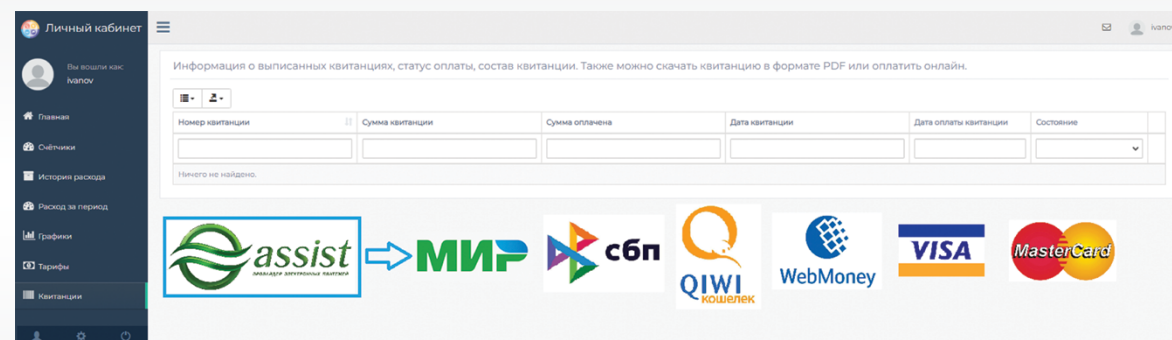 Личный кабинет
Вы вошли как:
ivanov
Главная
Счётчики
История расхода
Расход за период
Графики
Тарифы
Квитанции
ivanov
Информация о выписанных квитанциях, статус оплаты, состав квитанции. Также можно скачать квитанцию в формате PDF или оплатить онлайн.
Номер квитанции Сумма квитанции Сумма оплачена Дата квитанции Дата оплаты квитанции Состояние
Ничего не найдено.
assist
МИР
сбп
QIWI
кошелек
WebMoney
VISA
MasterCard